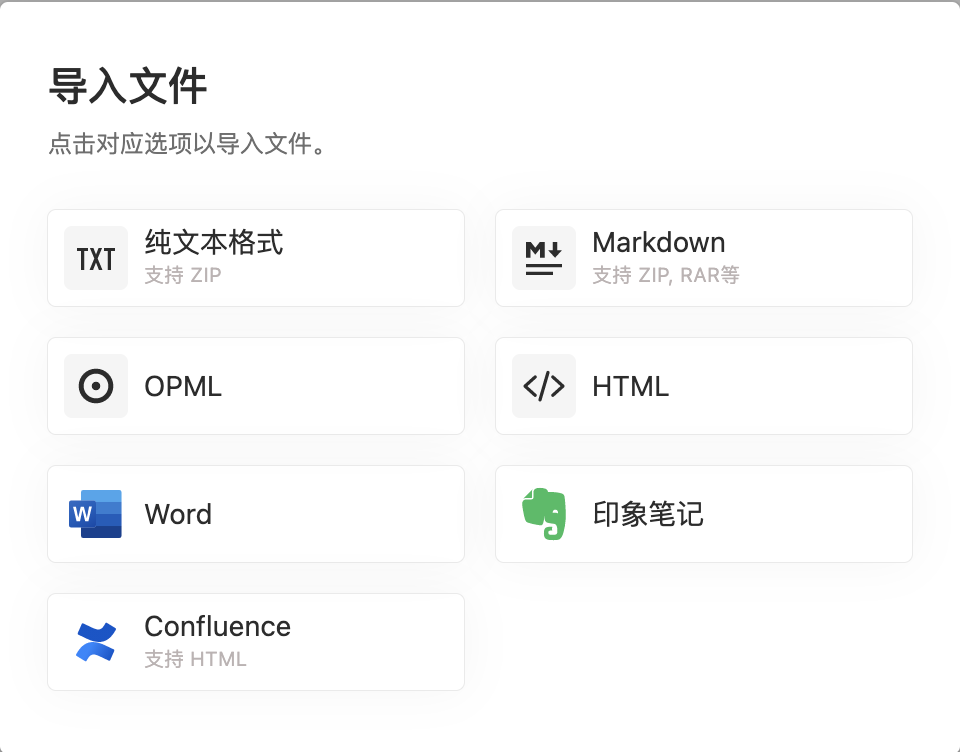 导入文件
点击对应选项以导入文件。
TXT
纯文本格式
支持 ZIP
M
Markdown
支持 ZIP, RAR等
OPML
</>
HTML
W
Word
印象笔记
Confluence
支持 HTML